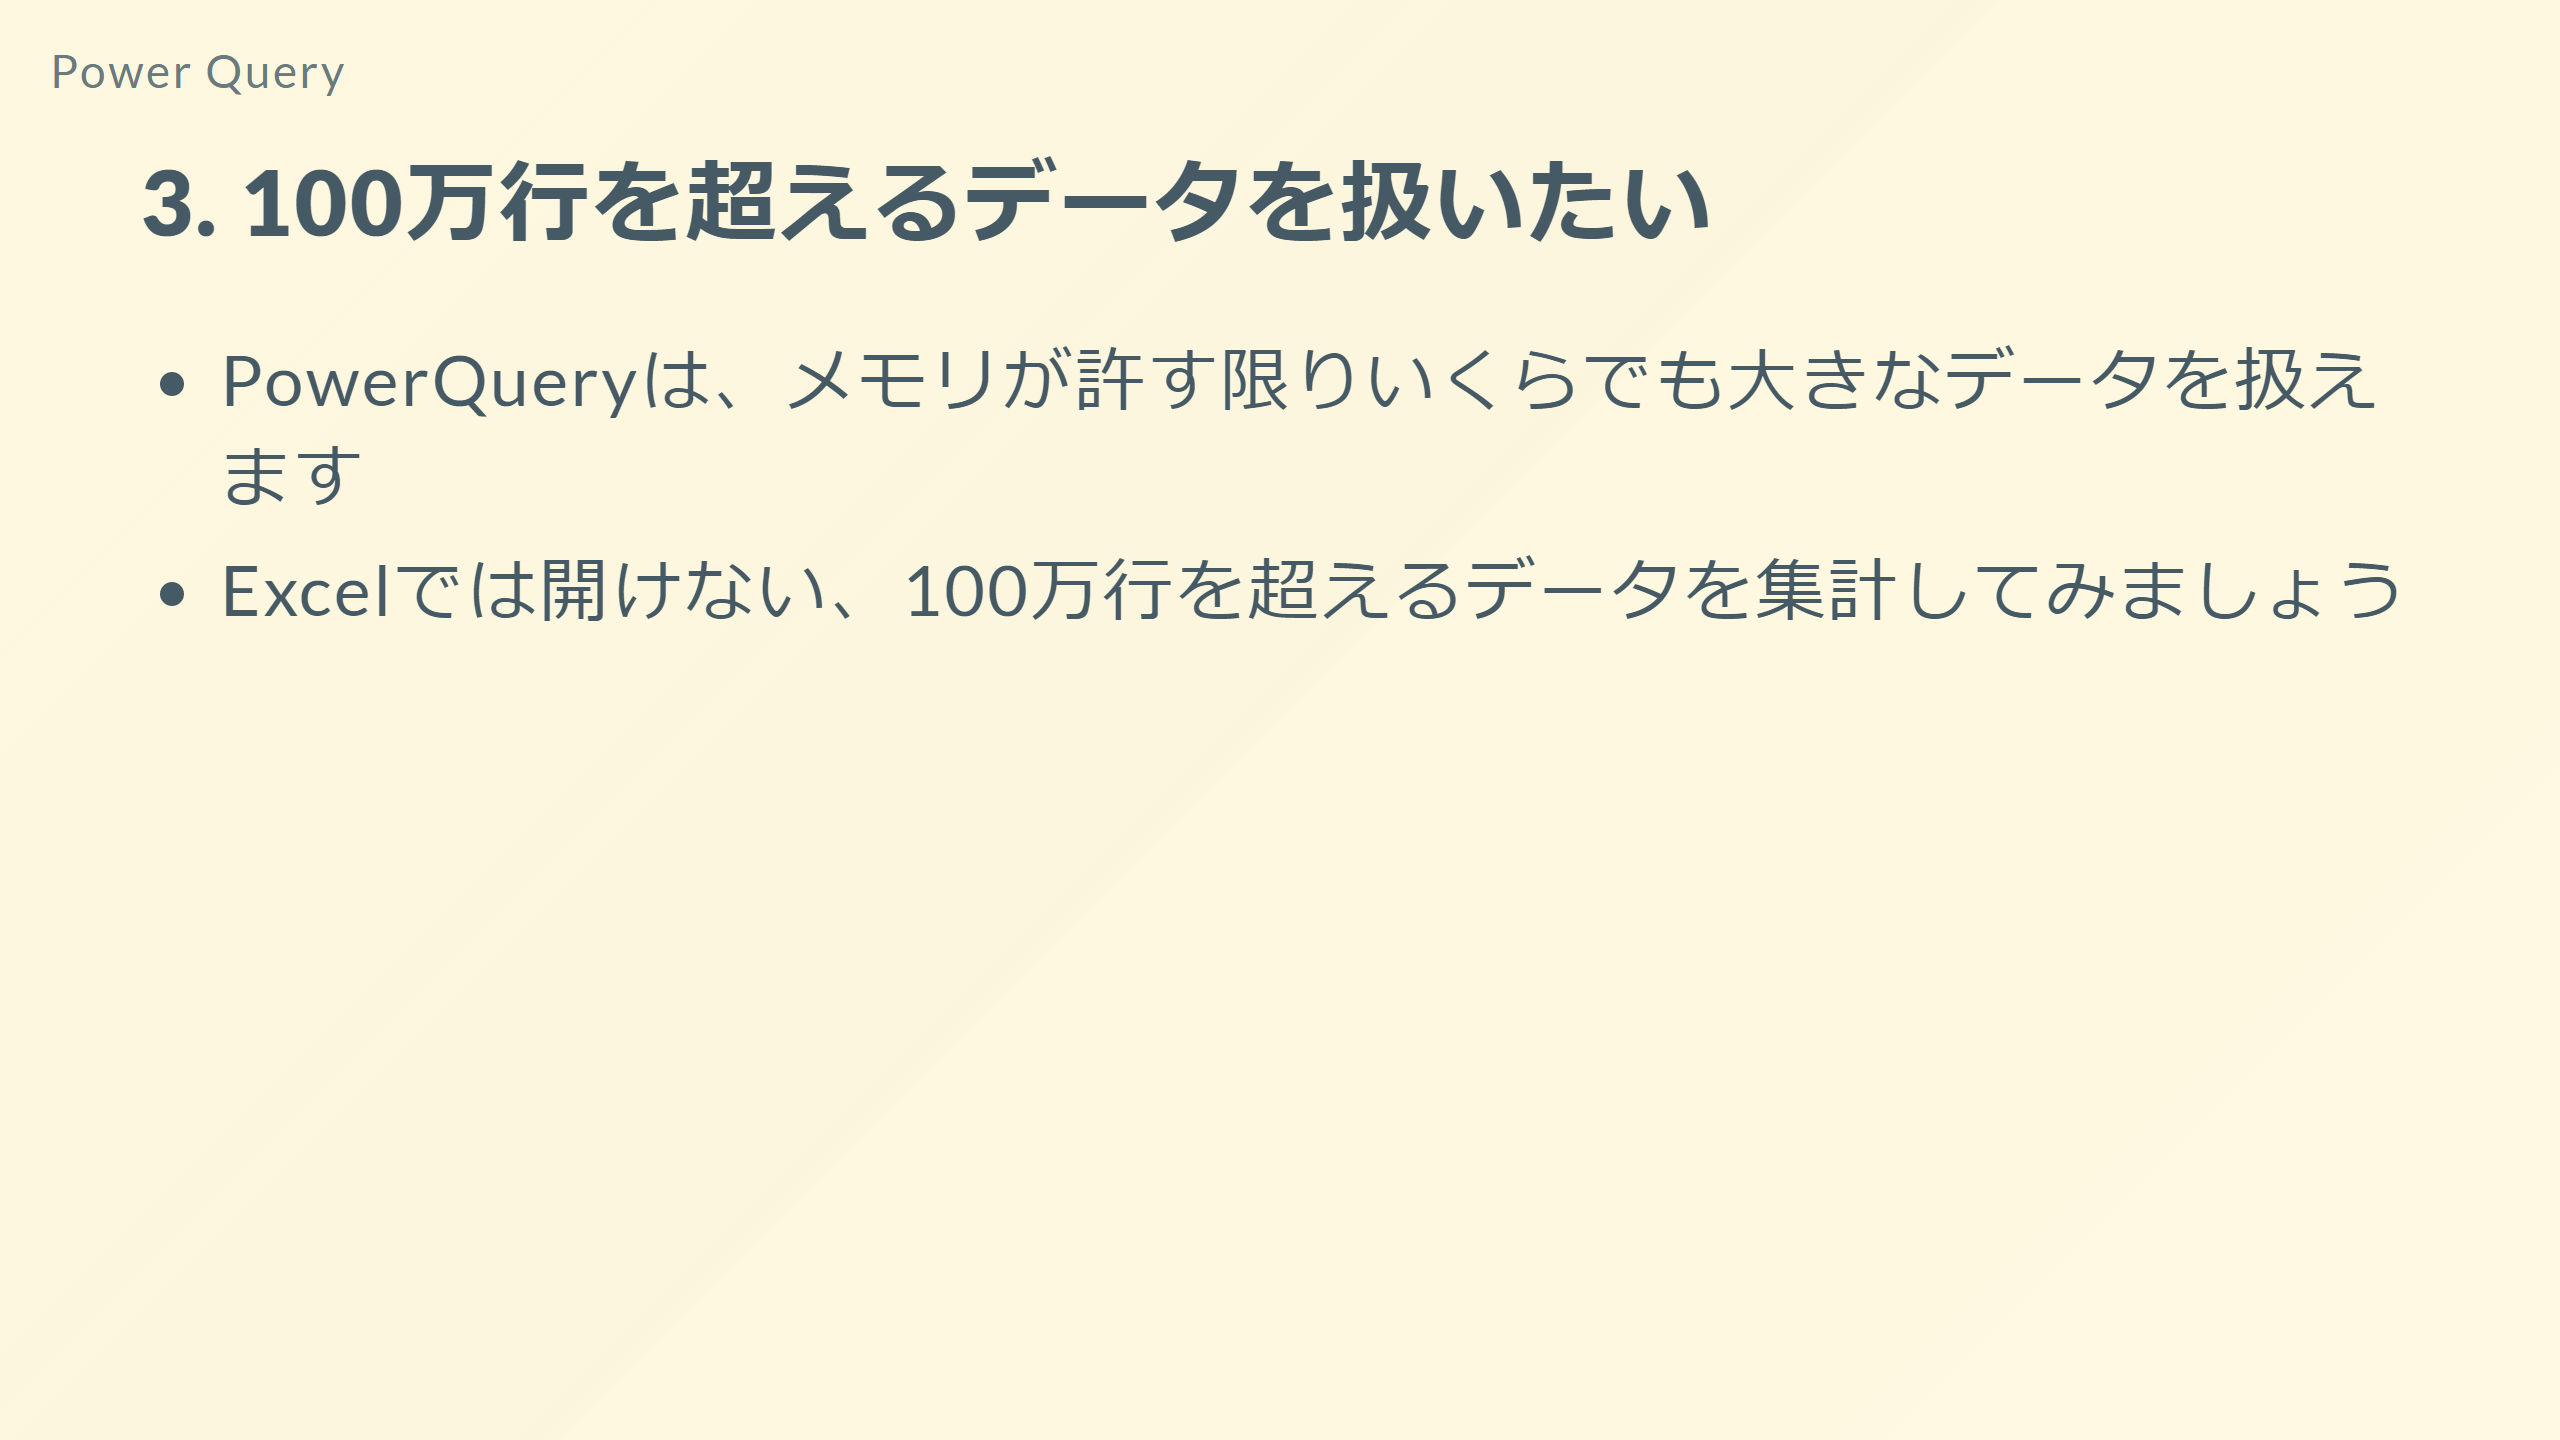 Power Query
3. 100万行を超えるデータを扱いたい
• PowerQueryは、メモリが許す限りいくらでも大きなデータを扱え
ます
• Excelでは開けない、100万行を超えるデータを集計してみましょう